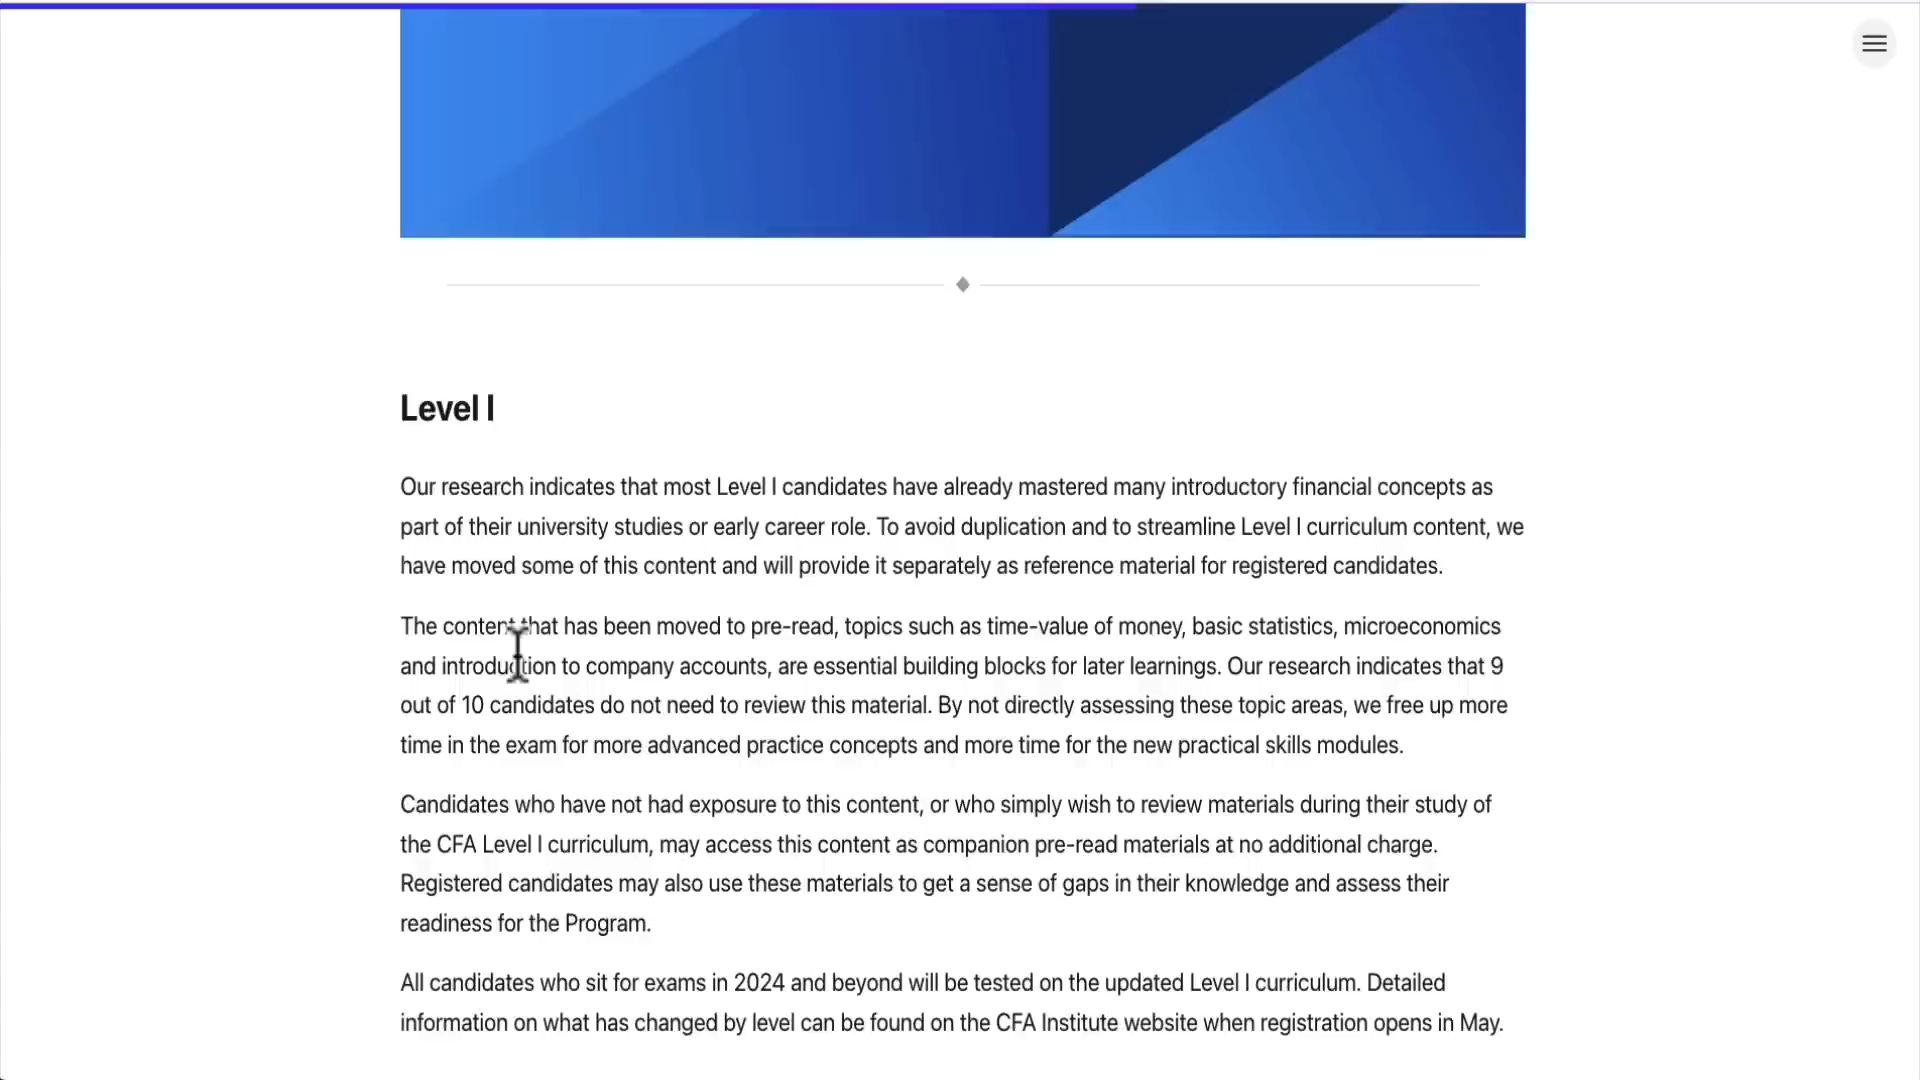 Level I
Our research indicates that most Level I candidates have already mastered many introductory financial concepts as
part of their university studies or early career role. To avoid duplication and to streamline Level I curriculum content, we
have moved some of this content and will provide it separately as reference material for registered candidates.
The content that has been moved to pre-read, topics such as time-value of money, basic statistics, microeconomics
and introduction to company accounts, are essential building blocks for later learnings. Our research indicates that 9
out of 10 candidates do not need to review this material. By not directly assessing these topic areas, we free up more
time in the exam for more advanced practice concepts and more time for the new practical skills modules.
Candidates who have not had exposure to this content, or who simply wish to review materials during their study of
the CFA Level I curriculum, may access this content as companion pre-read materials at no additional charge.
Registered candidates may also use these materials to get a sense of gaps in their knowledge and assess their
readiness for the Program.
All candidates who sit for exams in 2024 and beyond will be tested on the updated Level I curriculum. Detailed
information on what has changed by level can be found on the CFA Institute website when registration opens in May.